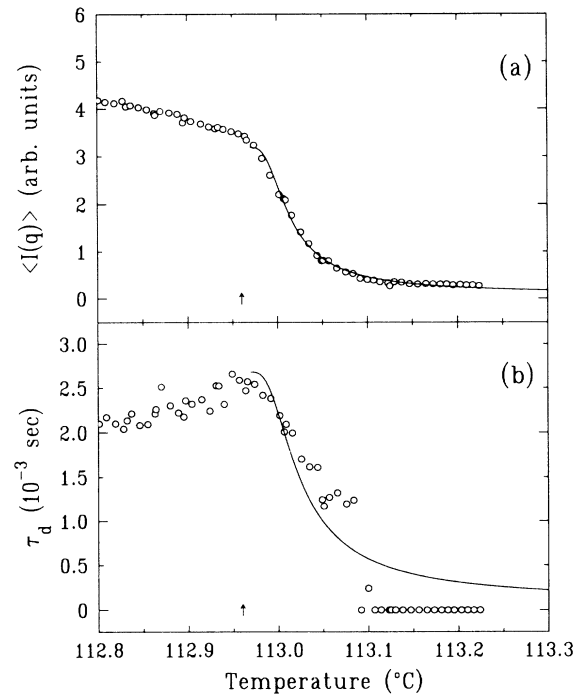 6
5
4
3
2
1
0
<I(q)> (arb. units)
(a)
3.0
2.5
2.0
1.5
1.0
0.5
0
τd (10⁻³ sec)
(b)
112.8 112.9 113.0 113.1 113.2 113.3
Temperature (°C)